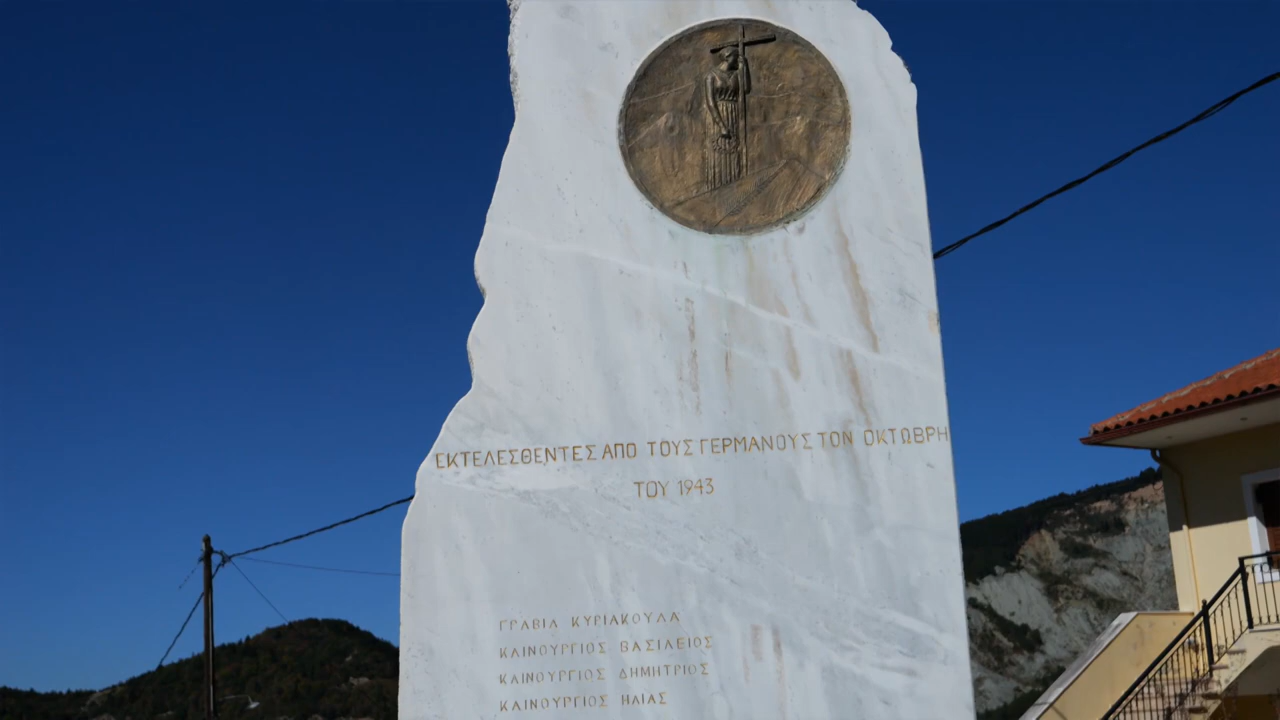 ΕΚΤΕΛΕΣΘΕΝΤΕΣ ΑΠΟ ΤΟΥΣ ΓΕΡΜΑΝΟΥΣ ΤΟΝ ΟΚΤΩΒΡΗ
ΤΟΥ 1943
ΓΡΑΒΙΑ ΚΥΡΙΑΚΟΥΛΑ
ΚΑΙΝΟΥΡΓΙΟΣ ΒΑΣΙΛΕΙΟΣ
ΚΑΙΝΟΥΡΓΙΟΣ ΔΗΜΗΤΡΙΟΣ
ΚΑΙΝΟΥΡΓΙΟΣ ΗΛΙΑΣ